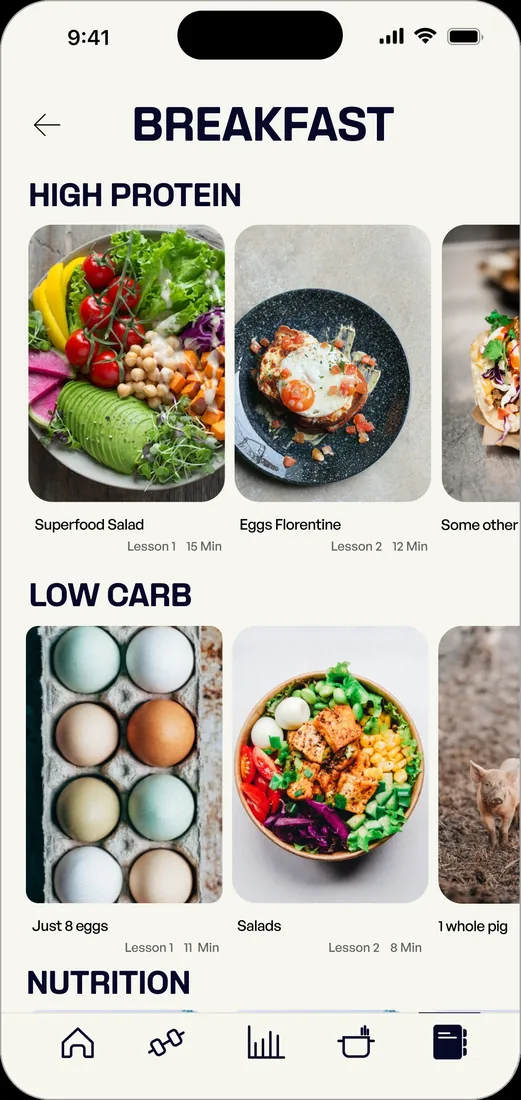 9:41
BREAKFAST
HIGH PROTEIN
Superfood Salad
Eggs Florentine
Some other
Lesson 1 15 Min
Lesson 2 12 Min
LOW CARB
Just 8 eggs
Salads
1 whole pig
Lesson 1 11 Min
Lesson 2 8 Min
NUTRITION